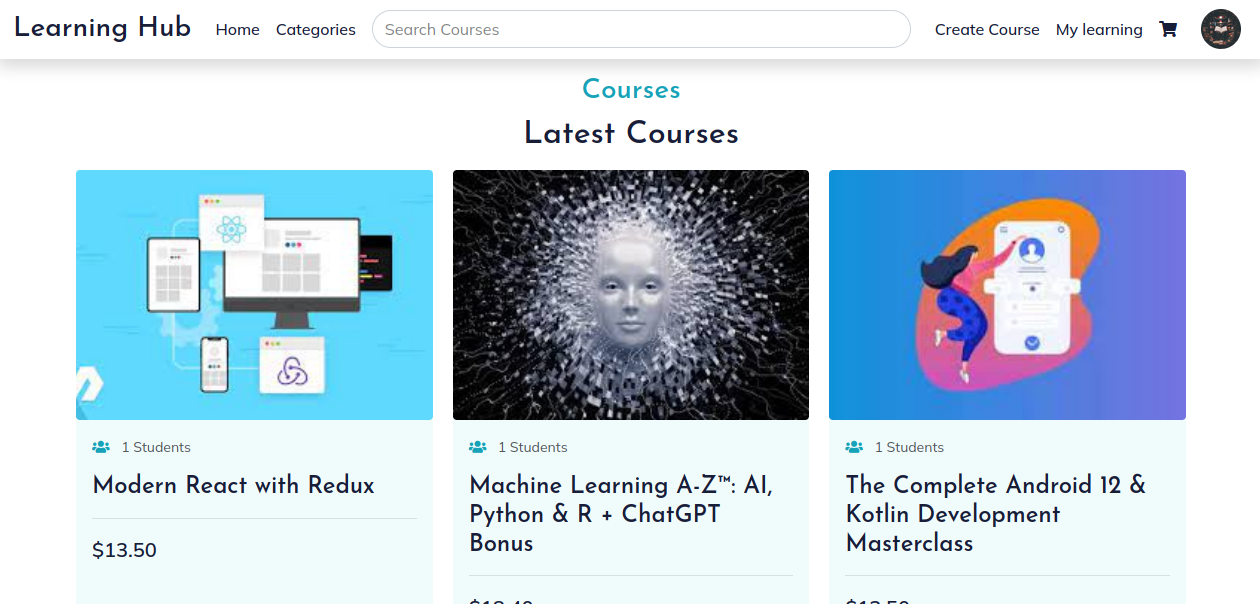 Learning Hub
Home
Categories
Search Courses
Create Course
My learning
Courses
Latest Courses
1 Students
Modern React with Redux
$13.50
1 Students
Machine Learning A-Z™: AI,
Python & R + ChatGPT
Bonus
1 Students
The Complete Android 12 &
Kotlin Development
Masterclass